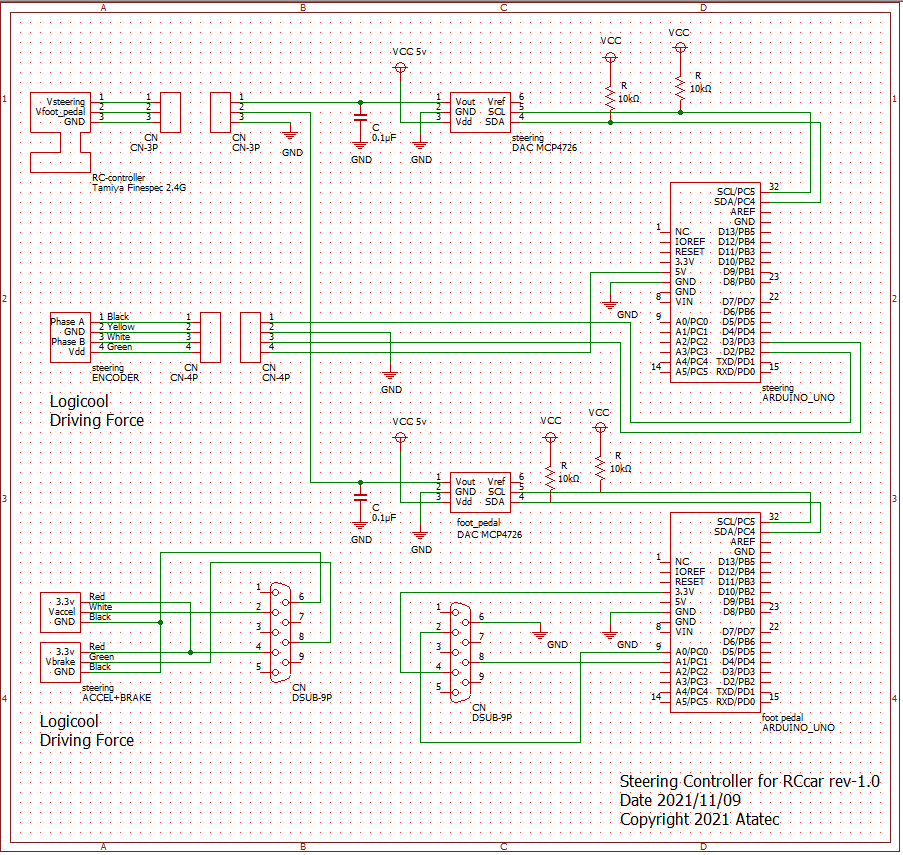 A B C D
VCC
VCC
VCC 5v
1 1
R
10kΩ
R
10kΩ
Vsteering 1 1 1 1 Vout Vref 6
Vfoot_pedal 2 2 2 2 GND SCL 5
GND 3 3 3 3 Vdd SDA 4
C
0.1μF
CN
CN-3P
CN
CN-3P
GND
GND
GND
steering
DAC MCP4726
RC-controller
Tamiya Finespec 2.4G
SCL/PC5 32
SDA/PC4
AREF
GND
1 NC D13/PB5
IOREF D12/PB4
RESET D11/PB3
3.3V D10/PB2
5V D9/PB1
GND D8/PB0 23
GND
8 VIN D7/PD7 22
D6/PB6
9 A0/PC0 D5/PD5
A1/PC1 D4/PD4
A2/PC2 D3/PD3
A3/PC3 D2/PB2
A4/PC4 TXD/PD1
14 A5/PC5 RXD/PD0 15
steering
ARDUINO_UNO
GND
2 2
Phase A 1 Black 1 1
GND 2 Yellow 2 2
Phase B 3 White 3 3
Vdd 4 Green 4 4
steering
ENCODER
CN
CN-4P
CN
CN-4P
GND
Logicool
Driving Force
VCC 5v
VCC
VCC
R
10kΩ
R
10kΩ
1 Vout Vref 6
2 GND SCL 5
3 Vdd SDA 4
3 3
C
0.1μF
GND
GND
foot_pedal
DAC MCP4726
SCL/PC5 32
SDA/PC4
AREF
GND
1 NC D13/PB5
IOREF D12/PB4
RESET D11/PB3
3.3V D10/PB2
5V D9/PB1
GND D8/PB0 23
GND
8 VIN D7/PD7 22
D6/PB6
9 A0/PC0 D5/PD5
A1/PC1 D4/PD4
A2/PC2 D3/PD3
A3/PC3 D2/PB2
A4/PC4 TXD/PD1
14 A5/PC5 RXD/PD0 15
foot pedal
ARDUINO_UNO
GND
GND
3.3v Red
Vaccel White
GND Black
3.3v Red
Vbrake Green
GND Black
steering
ACCEL+BRAKE
1
6
2
7
3
8
4
9
5
CN
DSUB-9P
1
6
2
7
3
8
4
9
5
CN
DSUB-9P
4 4
Logicool
Driving Force
Steering Controller for RCcar rev-1.0
Date 2021/11/09
Copyright 2021 Atatec
A B C D